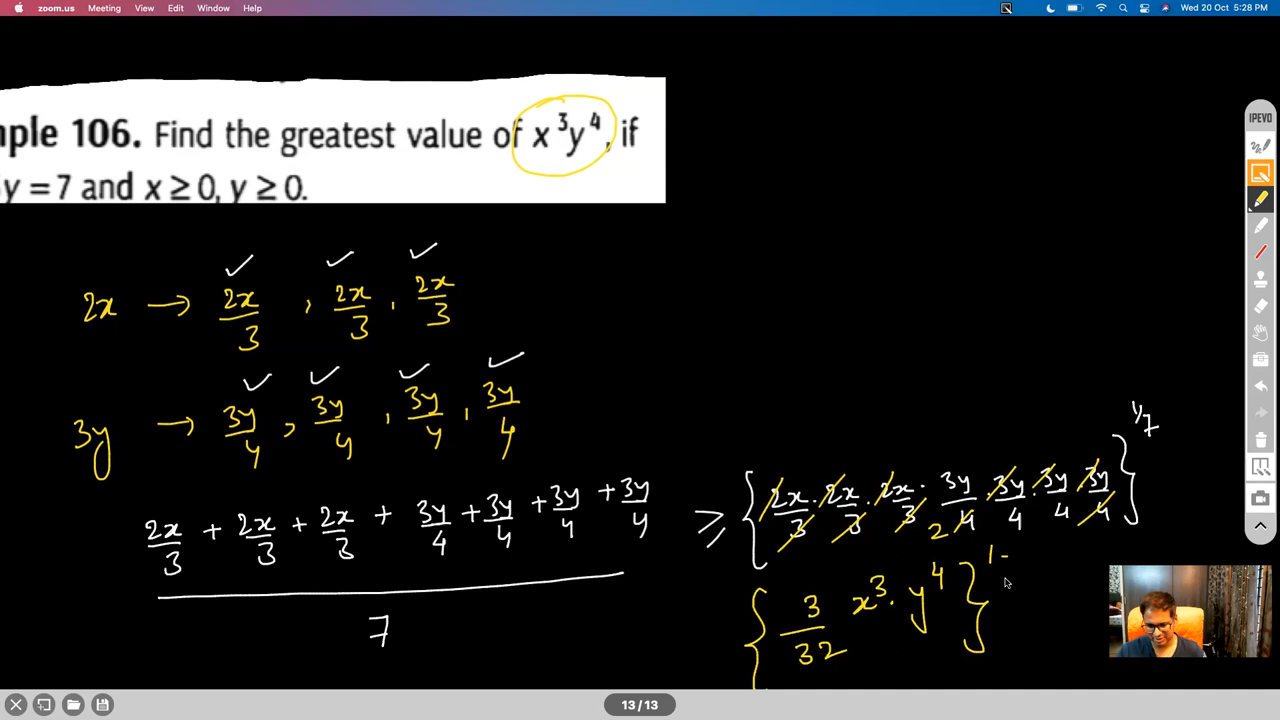 zoom.us Meeting View Edit Window Help Wed 20 Oct 5:28 PM
IPEVO
mple 106. Find the greatest value of x³y⁴, if
y = 7 and x ≥ 0, y ≥ 0.
2x → 2x/3 , 2x/3 , 2x/3
3y → 3y/4 , 3y/4 , 3y/4 , 3y/4
(2x/3 + 2x/3 + 2x/3 + 3y/4 + 3y/4 + 3y/4 + 3y/4)/7 ≥ {2x/3 · 2x/3 · 2x/3 · 3y/4 · 3y/4 · 3y/4 · 3y/4}^1/7
2
{3/32 x³ · y⁴}^1
13 / 13